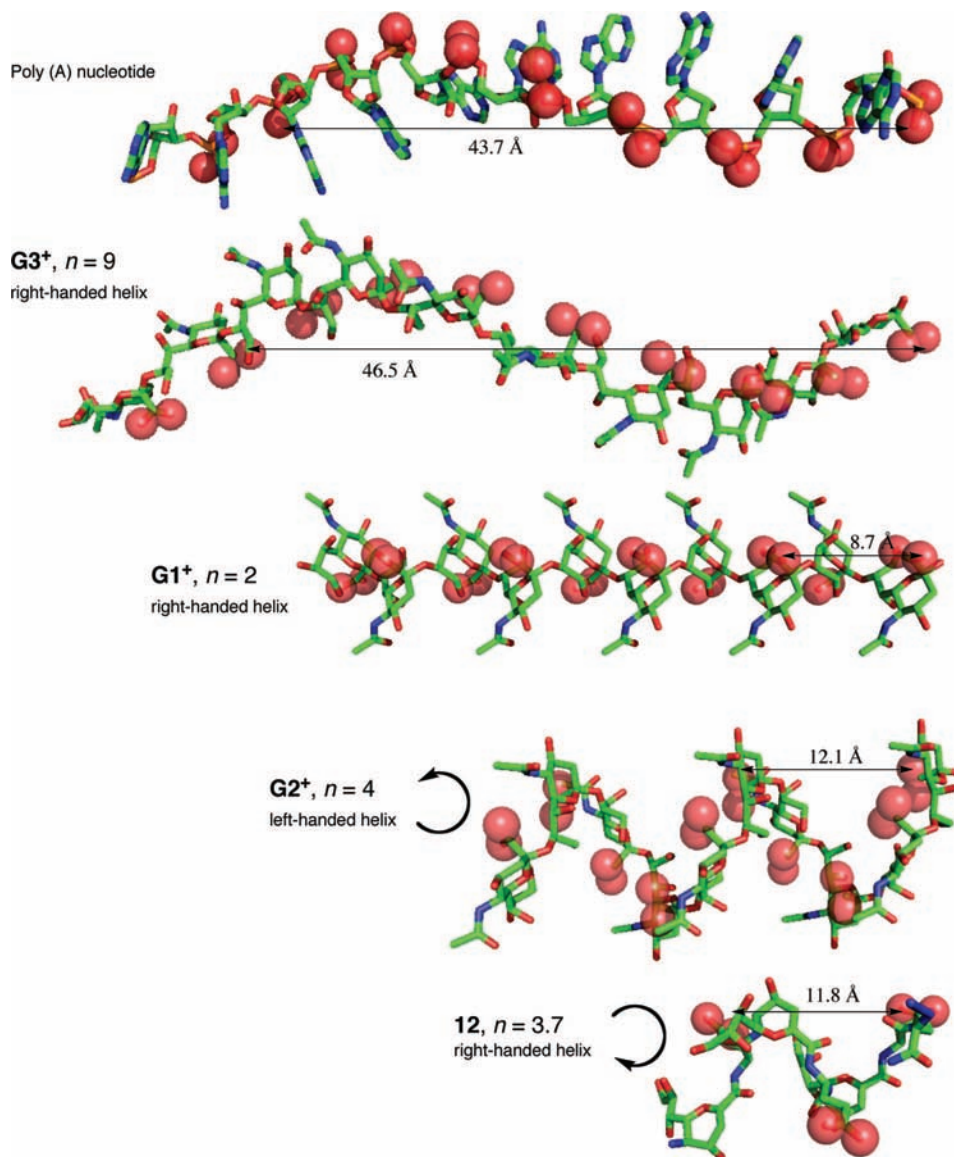 Poly (A) nucleotide
43.7 Å
G3+, n = 9
right-handed helix
46.5 Å
8.7 Å
G1+, n = 2
right-handed helix
12.1 Å
G2+, n = 4
left-handed helix
11.8 Å
12, n = 3.7
right-handed helix